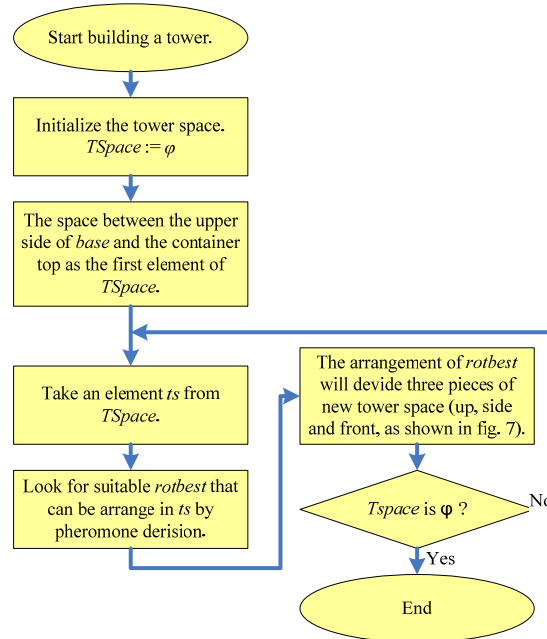 Start building a tower.
Initialize the tower space.
TSpace := φ
The space between the upper
side of base and the container
top as the first element of
TSpace.
Take an element ts from
TSpace.
Look for suitable rotbest that
can be arrange in ts by
pheromone derision.
The arrangement of rotbest
will devide three pieces of
new tower space (up, side
and front, as shown in fig. 7).
Tspace is φ ?
No
Yes
End